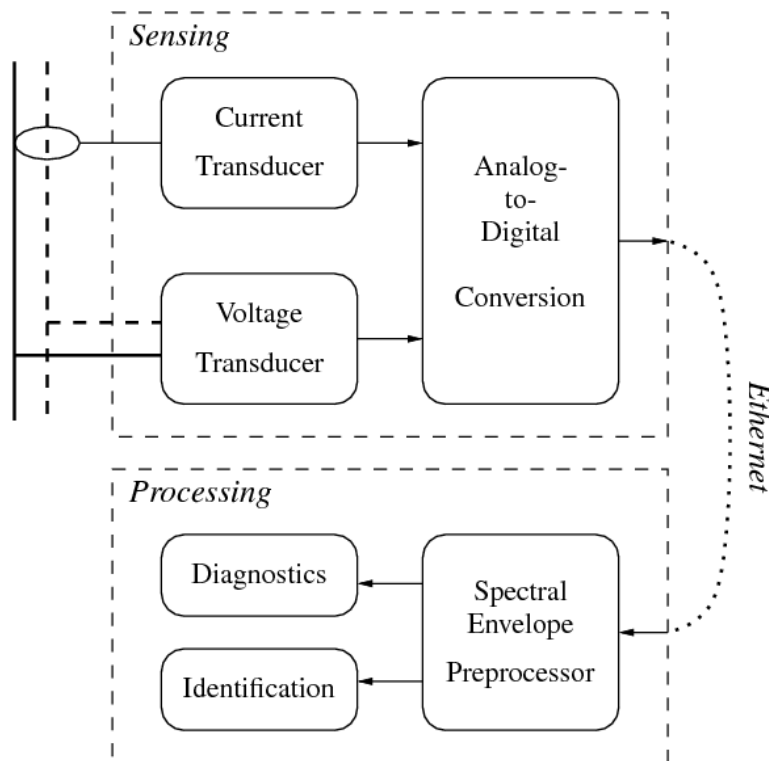 Sensing
Current
Transducer
Analog-
to-
Digital
Conversion
Voltage
Transducer
Ethernet
Processing
Diagnostics
Spectral
Envelope
Preprocessor
Identification